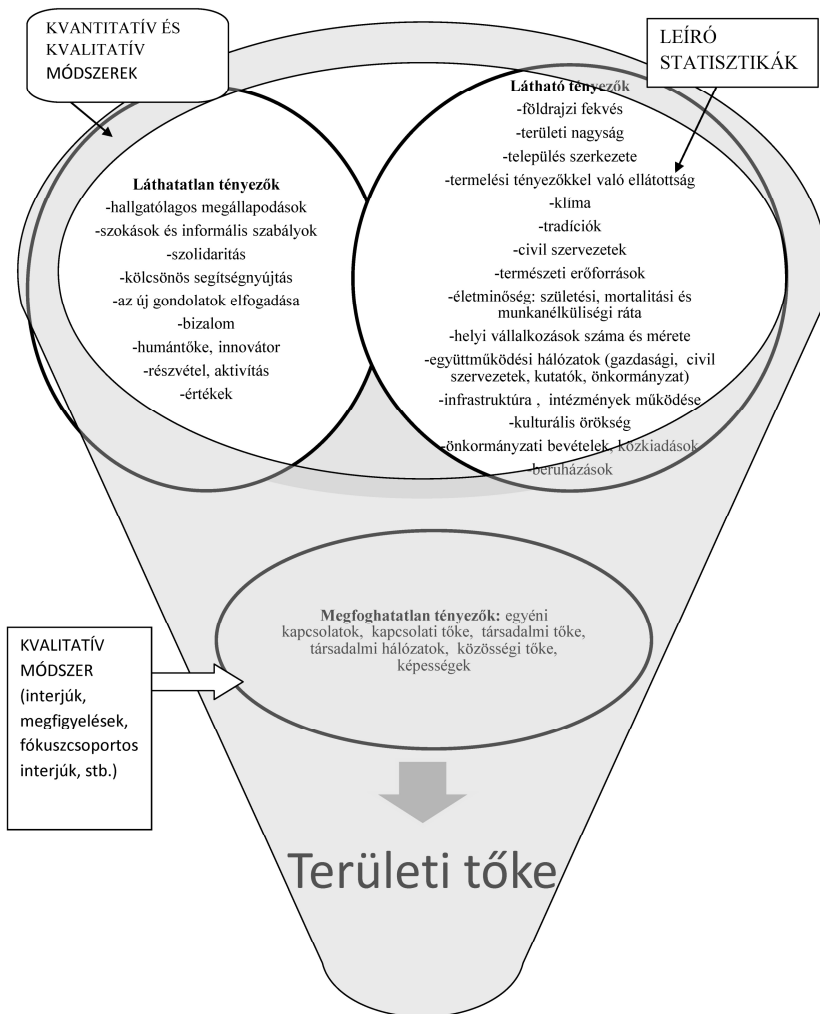 KVANTITATÍV ÉS
KVALITATÍV
MÓDSZEREK
LEÍRÓ
STATISZTIKÁK
Láthatatlan tényezők
-hallgatólagos megállapodások
-szokások és informális szabályok
-szolidaritás
-kölcsönös segítségnyújtás
-az új gondolatok elfogadása
-bizalom
-humántőke, innovátor
-részvétel, aktivítás
-értékek
Látható tényezők
-földrajzi fekvés
-területi nagyság
-település szerkezete
-termelési tényezőkkel való ellátottság
-klíma
-tradíciók
-civil szervezetek
-természeti erőforrások
-életminőség: születési, mortalitási és
munkanélküliségi ráta
-helyi vállalkozások száma és mérete
-együttműködési hálózatok (gazdasági, civil
szervezetek, kutatók, önkormányzat)
-infrastruktúra , intézmények működése
-kulturális örökség
-önkormányzati bevételek, közkiadások
-beruházások
Megfoghatatlan tényezők: egyéni
kapcsolatok, kapcsolati tőke, társadalmi tőke,
társadalmi hálózatok, közösségi tőke,
képességek
KVALITATÍV
MÓDSZER
(interjúk,
megfigyelések,
fókuszcsoportos
interjúk, stb.)
Területi tőke